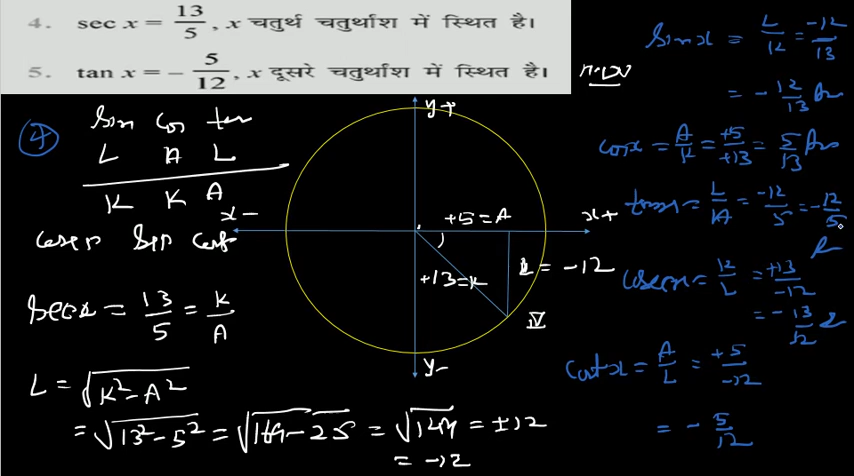 4. sec x = 13/5, x चतुर्थ चतुर्थांश में स्थित है।
5. tan x = − 5/12, x दूसरे चतुर्थांश में स्थित है।
④
Sin Cos tan
L A L
K K A
Cosec Sec Cot
Sec x = 13/5 = K/A
L = √(K² − A²)
= √(13² − 5²) = √(169 − 25) = √144 = ±12
= −12
y+
x−
x+
y−
+5 = A
+13 = K
L = −12
IV
Sin x = L/K = −12/13
= − 12/13 Ans
Cos x = A/K = +5/+13 = 5/13 Ans
tan x = L/A = −12/5 = −12/5
Cosec x = K/L = +13/−12
= − 13/12
Cot x = A/L = +5/−12
= − 5/12